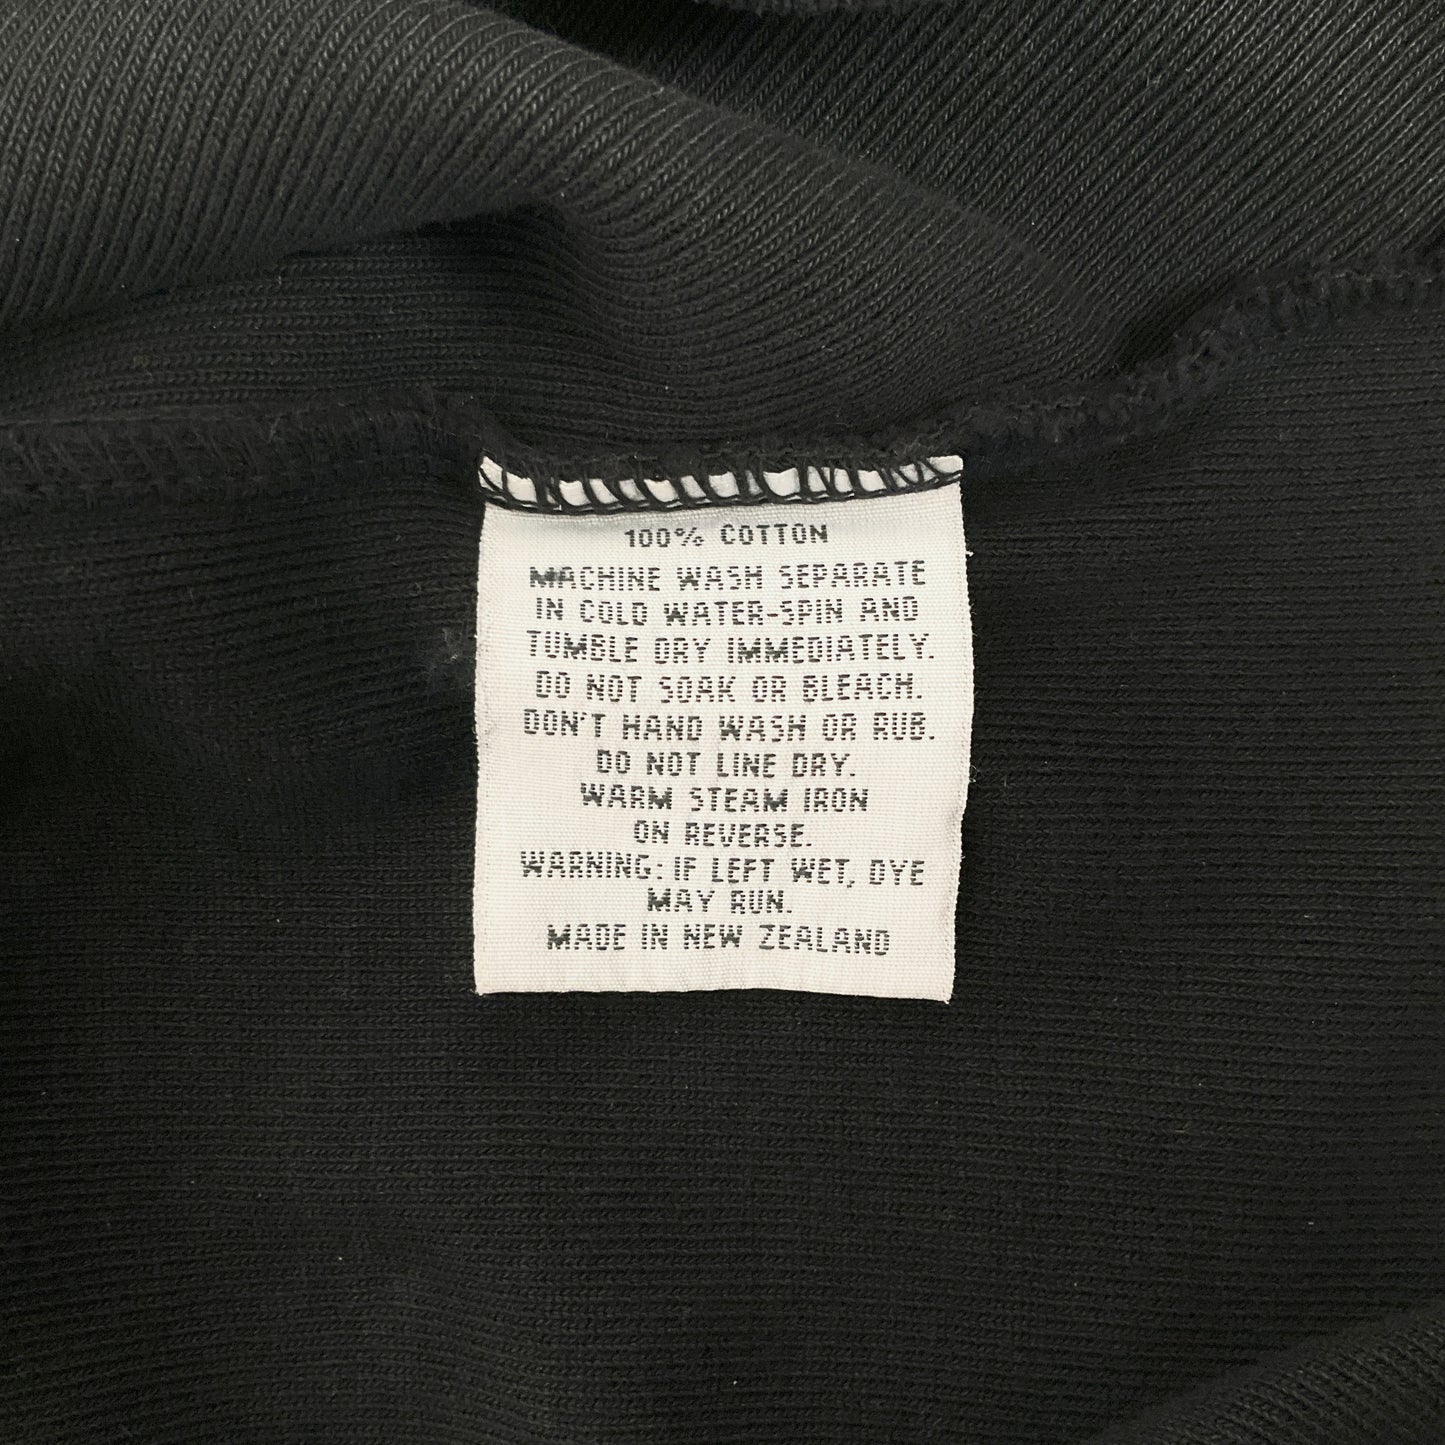 100% COTTON
MACHINE WASH SEPARATE
IN COLD WATER-SPIN AND
TUMBLE DRY IMMEDIATELY.
DO NOT SOAK OR BLEACH.
DON'T HAND WASH OR RUB.
DO NOT LINE DRY.
WARM STEAM IRON
ON REVERSE.
WARNING: IF LEFT WET, DYE
MAY RUN.
MADE IN NEW ZEALAND